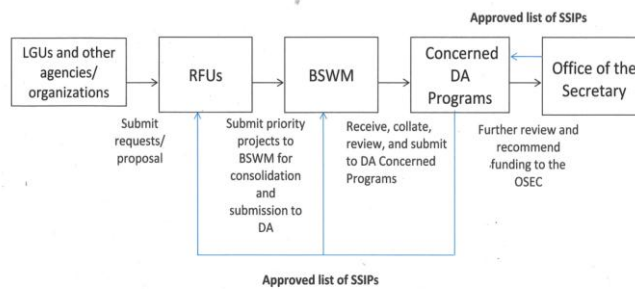 Approved list of SSIPs
LGUs and other
agencies/
organizations
RFUs
BSWM
Concerned
DA
Programs
Office of the
Secretary
Submit
requests/
proposal
Submit priority
projects to
BSWM for
consolidation
and
submission to
DA
Receive, collate,
review, and submit
to DA Concerned
Programs
Further review and
recommend
funding to the
OSEC
Approved list of SSIPs